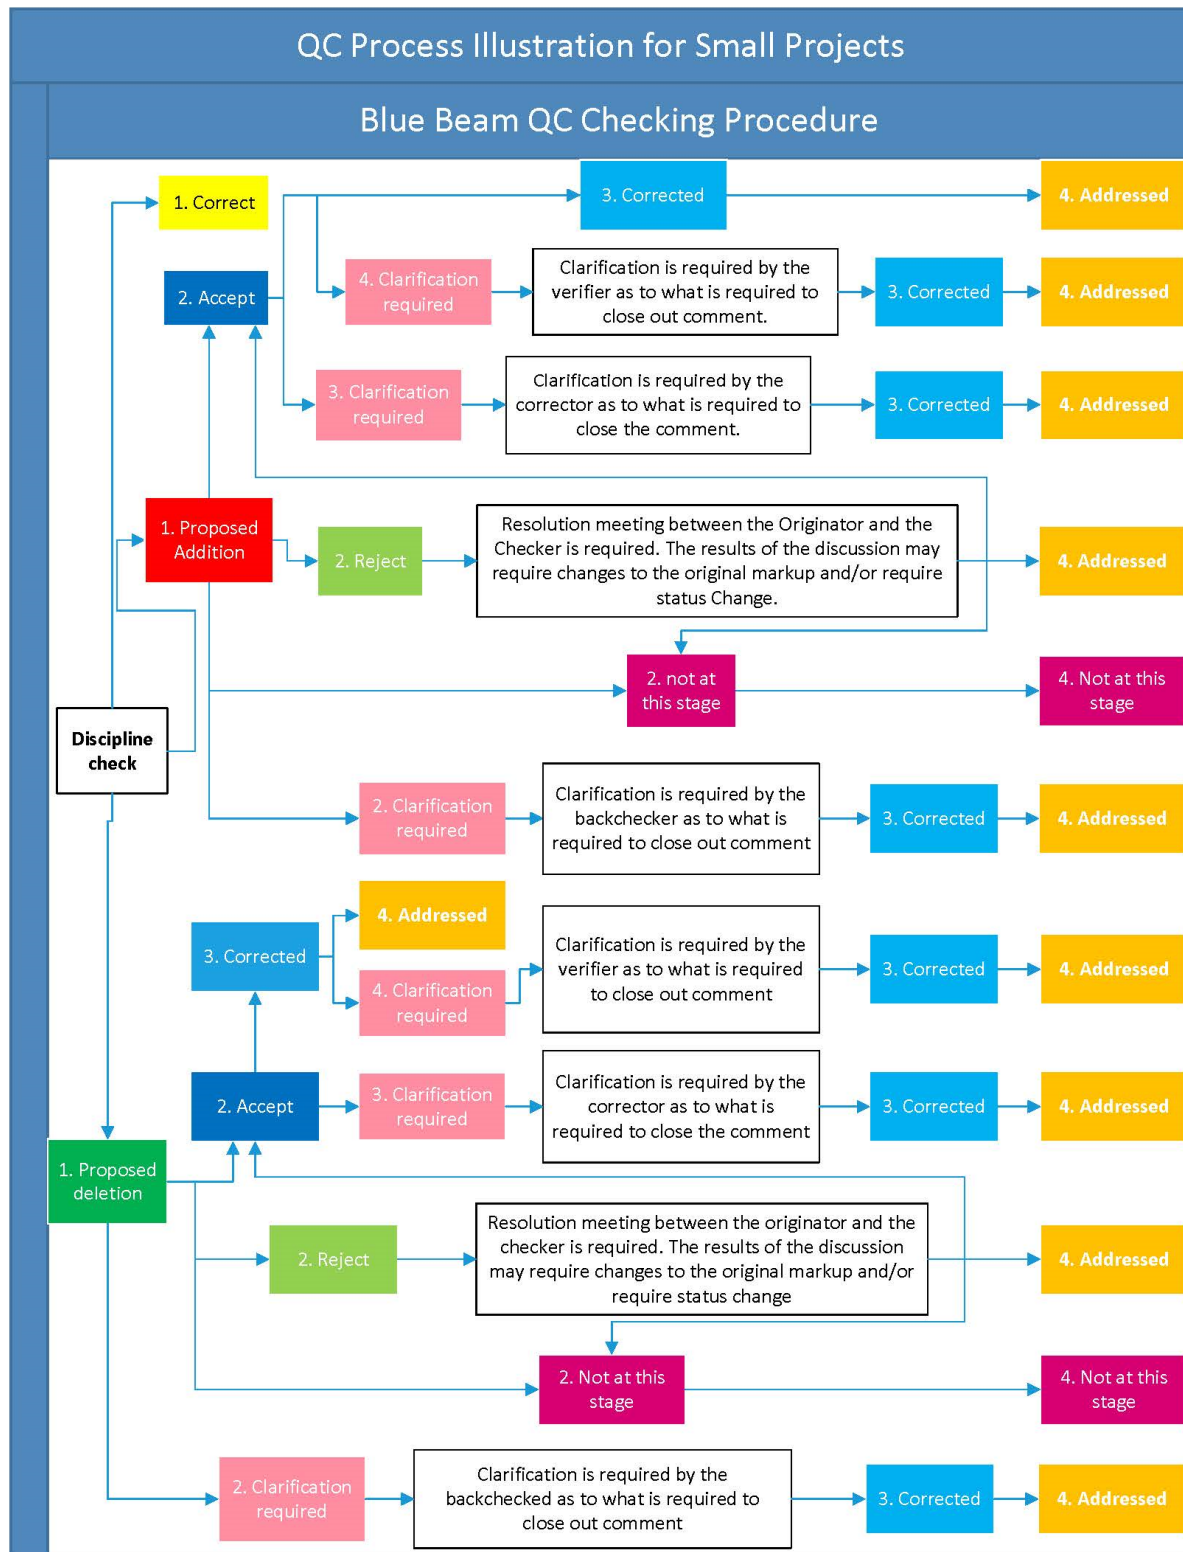 QC Process Illustration for Small Projects
Blue Beam QC Checking Procedure
1. Correct
3. Corrected
4. Addressed
2. Accept
4. Clarification
required
Clarification is required by the
verifier as to what is required to
close out comment.
3. Corrected
4. Addressed
3. Clarification
required
Clarification is required by the
corrector as to what is required to
close the comment.
3. Corrected
4. Addressed
1. Proposed
Addition
2. Reject
Resolution meeting between the Originator and the
Checker is required. The results of the discussion may
require changes to the original markup and/or require
status Change.
4. Addressed
2. not at
this stage
4. Not at this
stage
Discipline
check
2. Clarification
required
Clarification is required by the
backchecker as to what is
required to close out comment
3. Corrected
4. Addressed
4. Addressed
3. Corrected
4. Clarification
required
Clarification is required by the
verifier as to what is required
to close out comment
3. Corrected
4. Addressed
2. Accept
3. Clarification
required
Clarification is required by the
corrector as to what is
required to close the comment
3. Corrected
4. Addressed
1. Proposed
deletion
2. Reject
Resolution meeting between the originator and the
checker is required. The results of the discussion
may require changes to the original markup and/or
require status change
4. Addressed
2. Not at this
stage
4. Not at this
stage
2. Clarification
required
Clarification is required by the
backchecked as to what is required to
close out comment
3. Corrected
4. Addressed